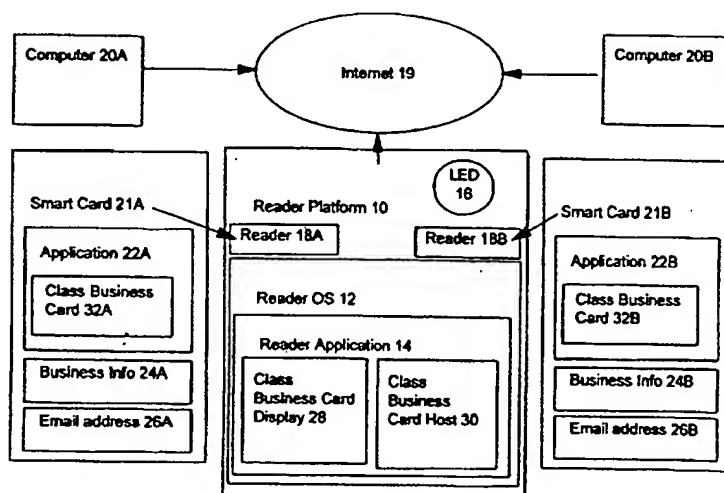 Computer 20A
Internet 19
Computer 20B
LED
16
Smart Card 21A
Reader Platform 10
Smart Card 21B
Reader 18A
Reader 18B
Application 22A
Class Business
Card 32A
Business Info 24A
Email address 26A
Reader OS 12
Reader Application 14
Class
Business Card
Display 28
Class
Business
Card Host 30
Application 22B
Class Business
Card 32B
Business Info 24B
Email address 26B